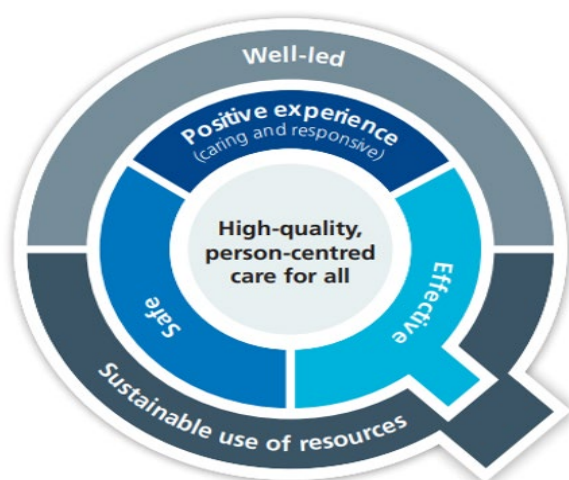 Well-led
Positive experience
(caring and responsive)
High-quality,
person-centred
care for all
Safe
Effective
Sustainable use of resources